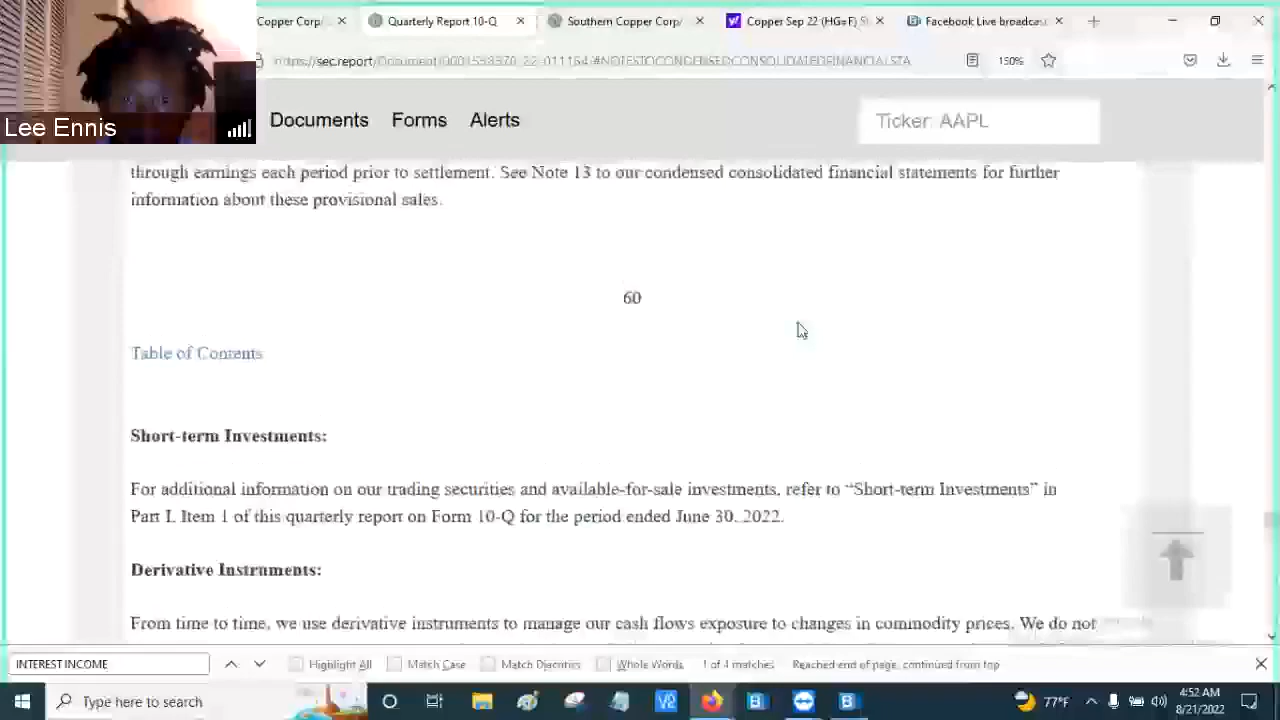 Copper Corp/
Quarterly Report 10-Q
Southern Copper Corp/
Copper Sep 22 (HG=F) S
Facebook Live broadcas
Lee Ennis
150%
Documents
Forms
Alerts
Ticker: AAPL
through earnings each period prior to settlement. See Note 13 to our condensed consolidated financial statements for further
information about these provisional sales.
60
Table of Contents
Short-term Investments:
For additional information on our trading securities and available-for-sale investments, refer to “Short-term Investments” in
Part I, Item 1 of this quarterly report on Form 10-Q for the period ended June 30, 2022.
Derivative Instruments:
From time to time, we use derivative instruments to manage our cash flows exposure to changes in commodity prices. We do not
INTEREST INCOME
Highlight All
Match Case
Match Diacritics
Whole Words
1 of 4 matches
Reached end of page, continued from top
Type here to search
77°F
4:52 AM
8/21/2022